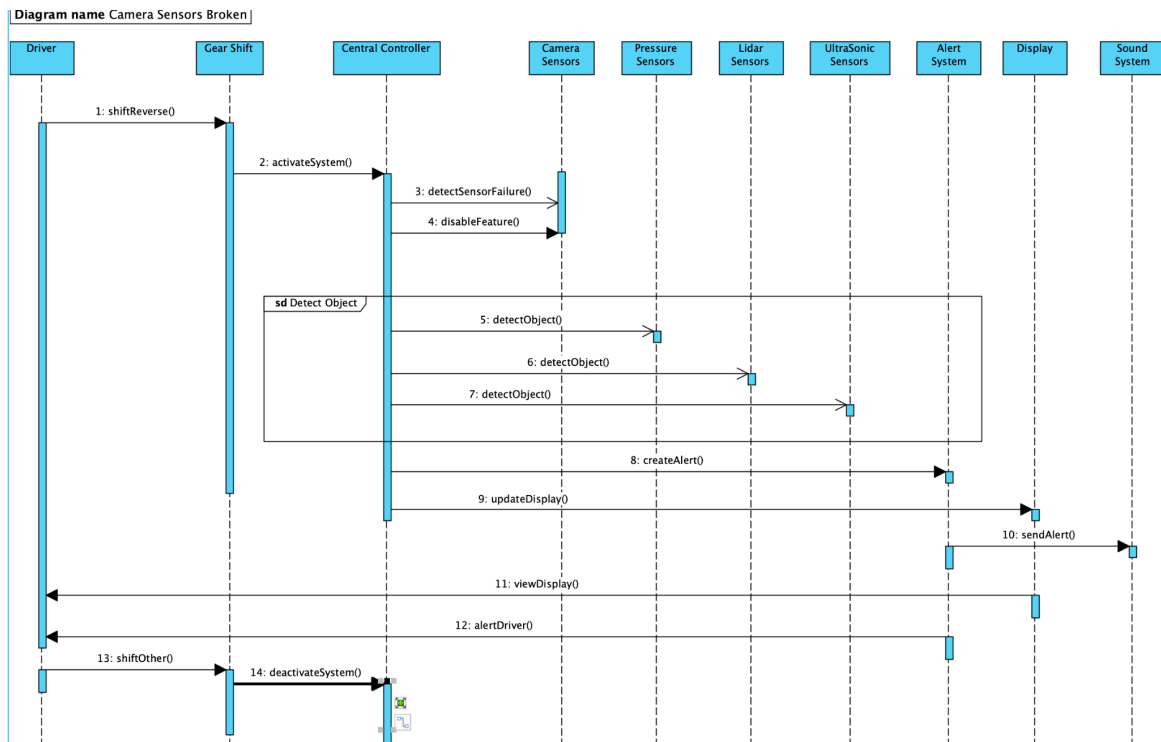 Diagram name Camera Sensors Broken
Driver
Gear Shift
Central Controller
Camera
Sensors
Pressure
Sensors
Lidar
Sensors
UltraSonic
Sensors
Alert
System
Display
Sound
System
1: shiftReverse()
2: activateSystem()
3: detectSensorFailure()
4: disableFeature()
sd Detect Object
5: detectObject()
6: detectObject()
7: detectObject()
8: createAlert()
9: updateDisplay()
10: sendAlert()
11: viewDisplay()
12: alertDriver()
13: shiftOther()
14: deactivateSystem()